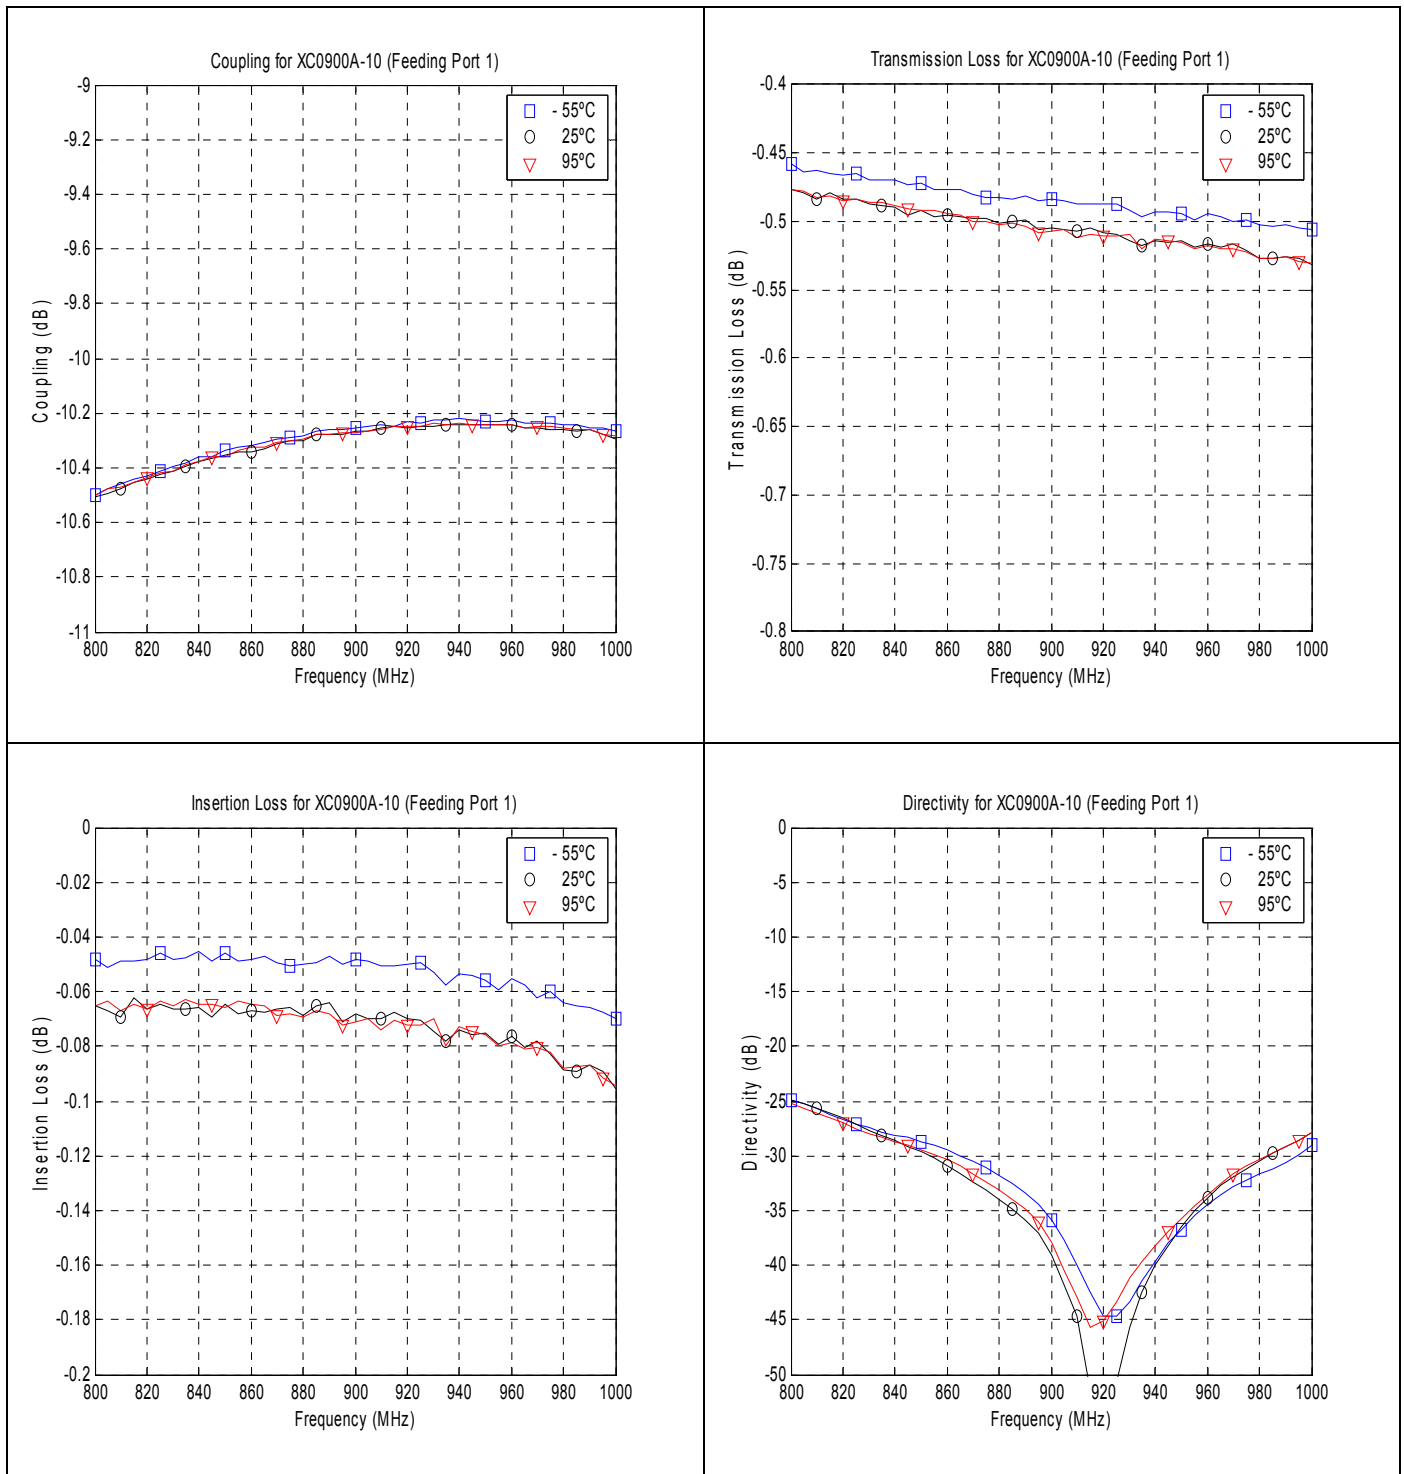 Coupling for XC0900A-10 (Feeding Port 1)
-9
-9.2
-9.4
-9.6
-9.8
-10
-10.2
-10.4
-10.6
-10.8
-11
Coupling (dB)
- 55ºC
25ºC
95ºC
800 820 840 860 870 900 920 940 960 980 1000
Frequency (MHz)
Transmission Loss for XC0900A-10 (Feeding Port 1)
-0.4
-0.45
-0.5
-0.55
-0.6
-0.65
-0.7
-0.75
-0.8
Transmission Loss (dB)
- 55ºC
25ºC
95ºC
800 820 840 860 880 900 920 940 960 980 1000
Frequency (MHz)
Insertion Loss for XC0900A-10 (Feeding Port 1)
0
-0.02
-0.04
-0.06
-0.08
-0.1
-0.12
-0.14
-0.16
-0.18
-0.2
Insertion Loss (dB)
- 55ºC
25ºC
95ºC
800 820 840 860 880 900 920 940 960 980 1000
Frequency (MHz)
Directivity for XC0900A-10 (Feeding Port 1)
0
-5
-10
-15
-20
-25
-30
-35
-40
-45
-50
Directivity (dB)
- 55ºC
25ºC
95ºC
800 820 840 860 880 900 920 940 960 980 1000
Frequency (MHz)